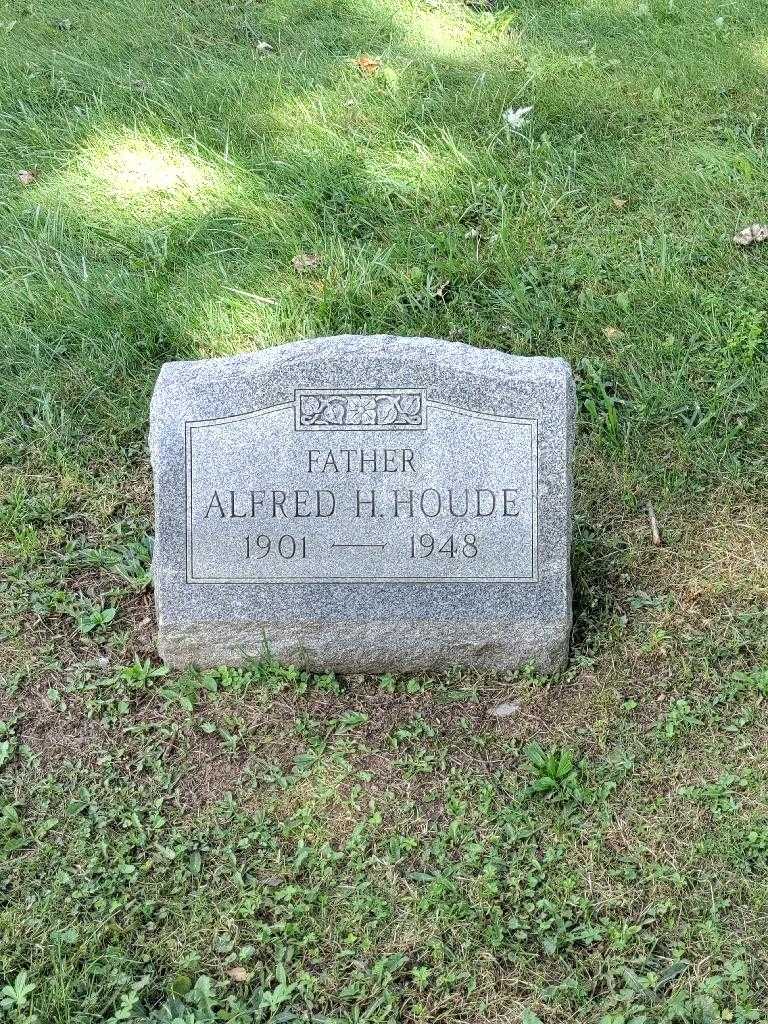 FATHER
ALFRED H. HOUDE
1901 — 1948